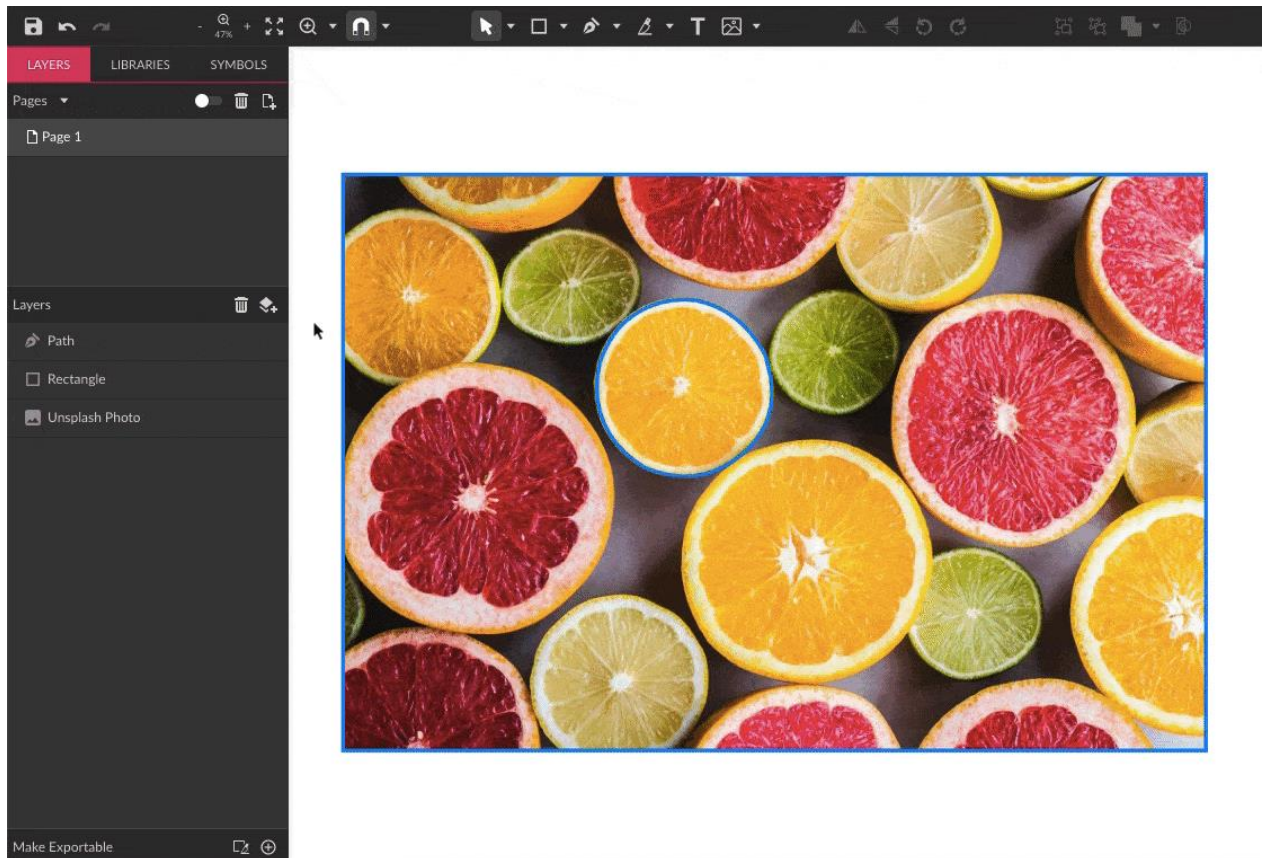 - 47% +
T
LAYERS LIBRARIES SYMBOLS
Pages
Page 1
Layers
Path
Rectangle
Unsplash Photo
Make Exportable